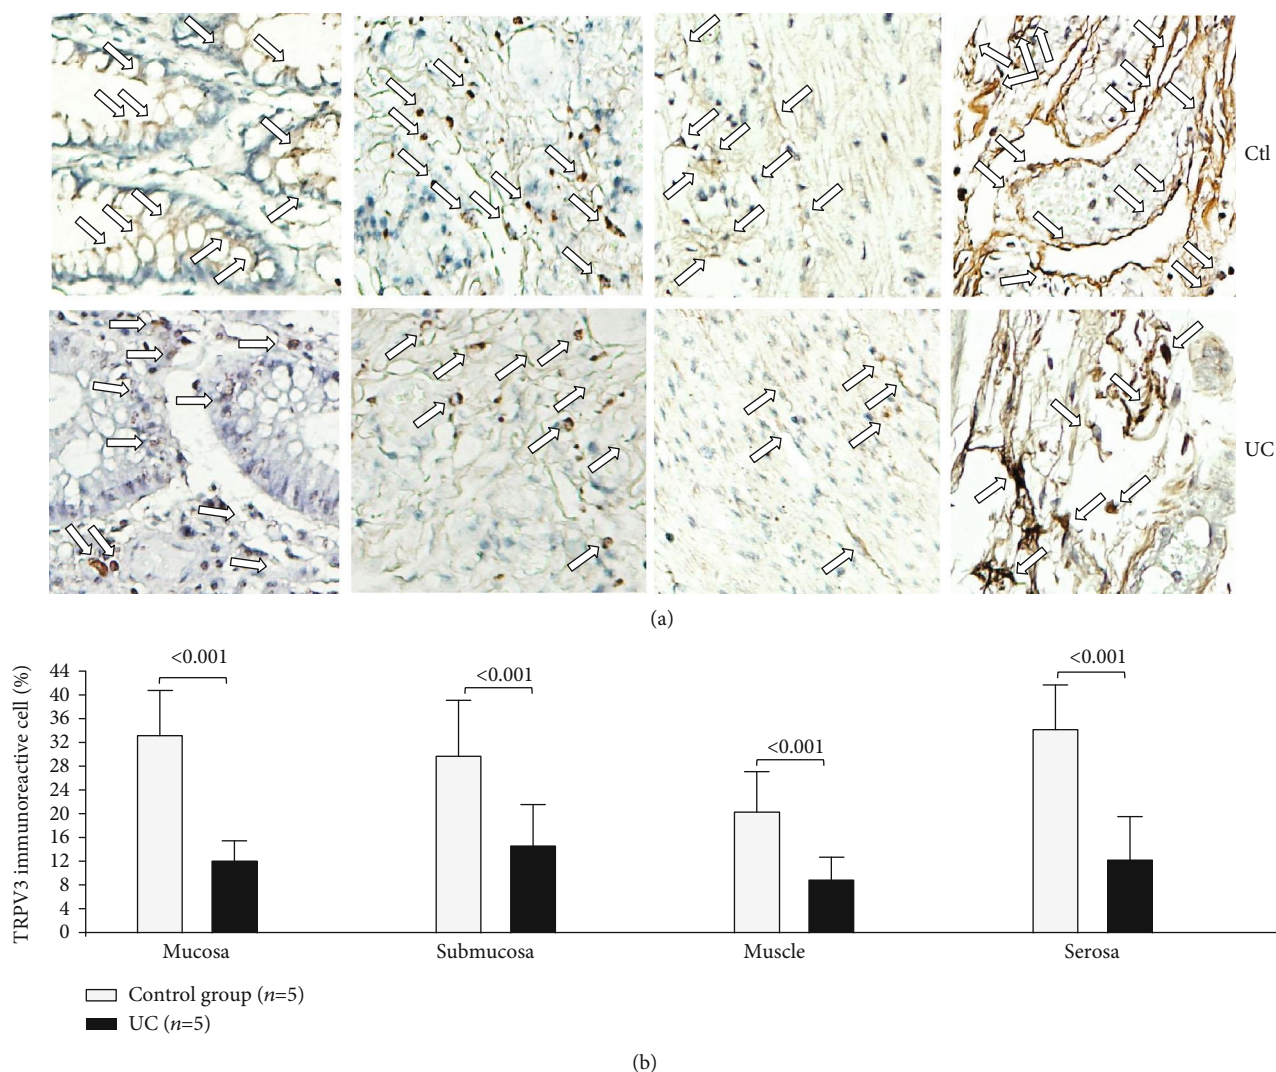 Ctl
UC
(a)
TRPV3 immunoreactive cell (%)
44
40
36
32
28
24
20
16
12
8
4
0
<0.001
<0.001
<0.001
<0.001
Mucosa
Submucosa
Muscle
Serosa
Control group (n=5)
UC (n=5)
(b)